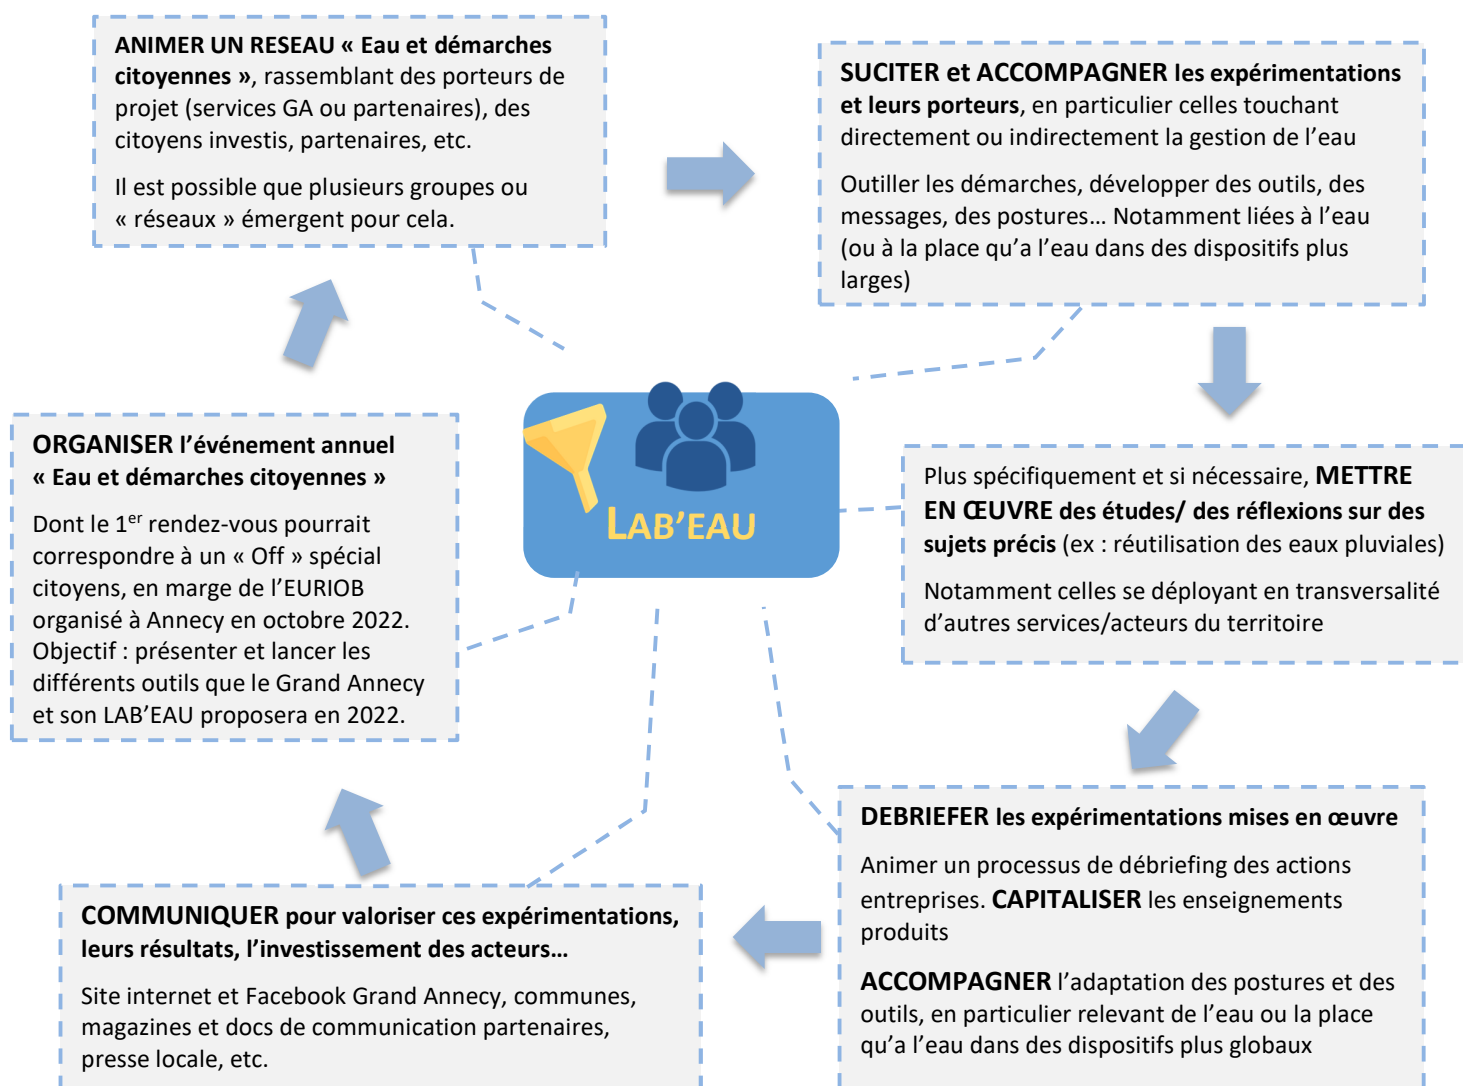 ANIMER UN RESEAU « Eau et démarches
citoyennes », rassemblant des porteurs de
projet (services GA ou partenaires), des
citoyens investis, partenaires, etc.
Il est possible que plusieurs groupes ou
« réseaux » émergent pour cela.
SUCITER et ACCOMPAGNER les expérimentations
et leurs porteurs, en particulier celles touchant
directement ou indirectement la gestion de l’eau
Outiller les démarches, développer des outils, des
messages, des postures… Notamment liées à l’eau
(ou à la place qu’a l’eau dans des dispositifs plus
larges)
Plus spécifiquement et si nécessaire, METTRE
EN ŒUVRE des études/ des réflexions sur des
sujets précis (ex : réutilisation des eaux pluviales)
Notamment celles se déployant en transversalité
d’autres services/acteurs du territoire
DEBRIEFER les expérimentations mises en œuvre
Animer un processus de débriefing des actions
entreprises. CAPITALISER les enseignements
produits
ACCOMPAGNER l’adaptation des postures et des
outils, en particulier relevant de l’eau ou la place
qu’a l’eau dans des dispositifs plus globaux
COMMUNIQUER pour valoriser ces expérimentations,
leurs résultats, l’investissement des acteurs…
Site internet et Facebook Grand Annecy, communes,
magazines et docs de communication partenaires,
presse locale, etc.
ORGANISER l’événement annuel
« Eau et démarches citoyennes »
Dont le 1er rendez-vous pourrait
correspondre à un « Off » spécial
citoyens, en marge de l’EURIOB
organisé à Annecy en octobre 2022.
Objectif : présenter et lancer les
différents outils que le Grand Annecy
et son LAB’EAU proposera en 2022.
LAB’EAU